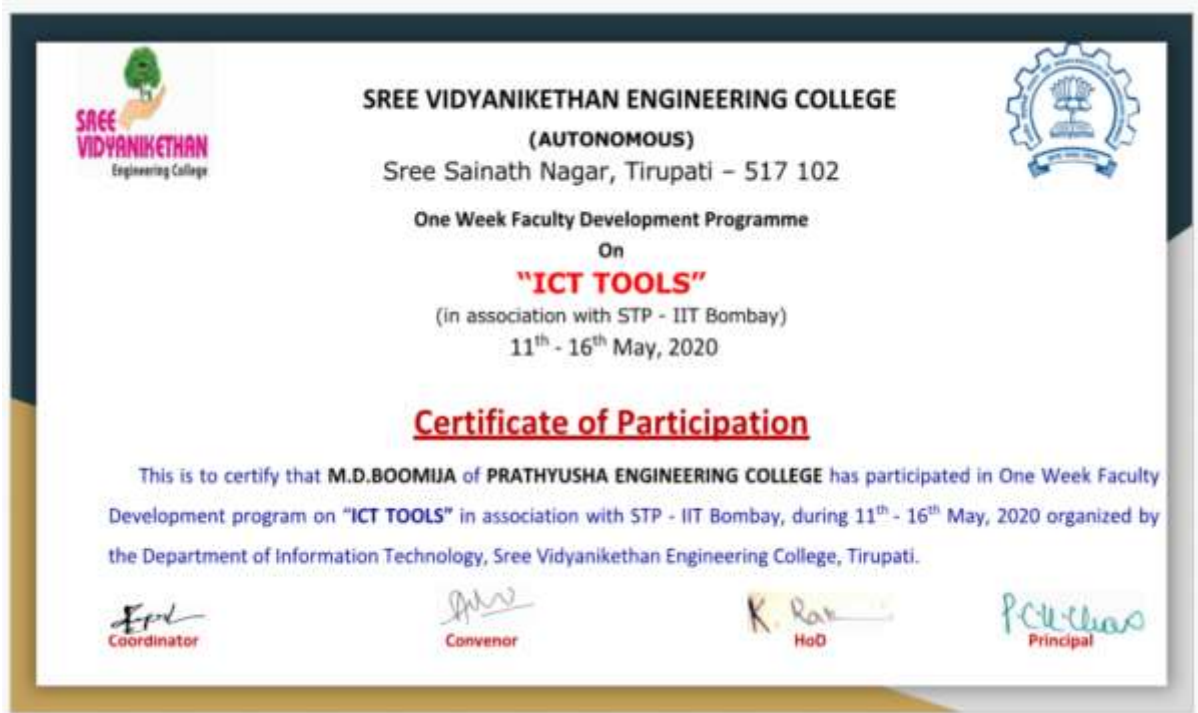 SREE
VIDYANIKETHAN
Engineering College
SREE VIDYANIKETHAN ENGINEERING COLLEGE
(AUTONOMOUS)
Sree Sainath Nagar, Tirupati – 517 102
One Week Faculty Development Programme
On
"ICT TOOLS"
(in association with STP - IIT Bombay)
11th - 16th May, 2020
Certificate of Participation
This is to certify that M.D.BOOMIJA of PRATHYUSHA ENGINEERING COLLEGE has participated in One Week Faculty
Development program on "ICT TOOLS" in association with STP - IIT Bombay, during 11th - 16th May, 2020 organized by
the Department of Information Technology, Sree Vidyanikethan Engineering College, Tirupati.
Coordinator
Convenor
K.
HoD
Principal